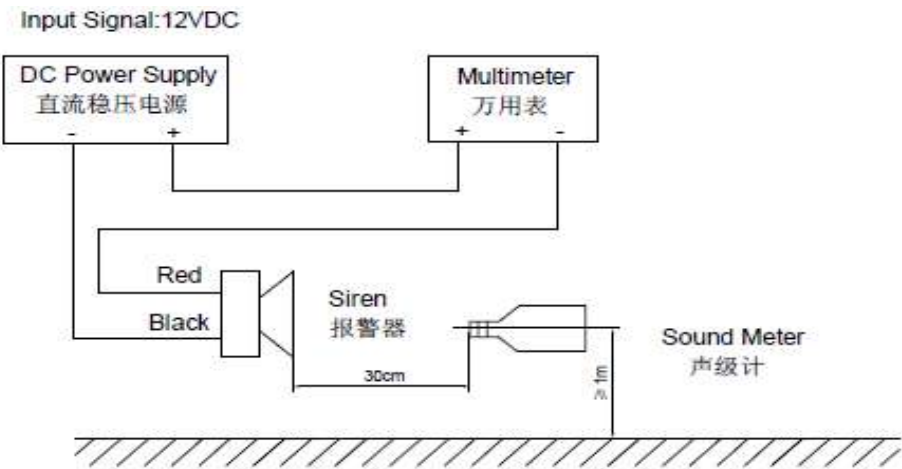 Input Signal:12VDC
DC Power Supply
直流稳压电源
- +
Multimeter
万用表
+ -
Red
Black
Siren
报警器
30cm
≥1m
Sound Meter
声级计